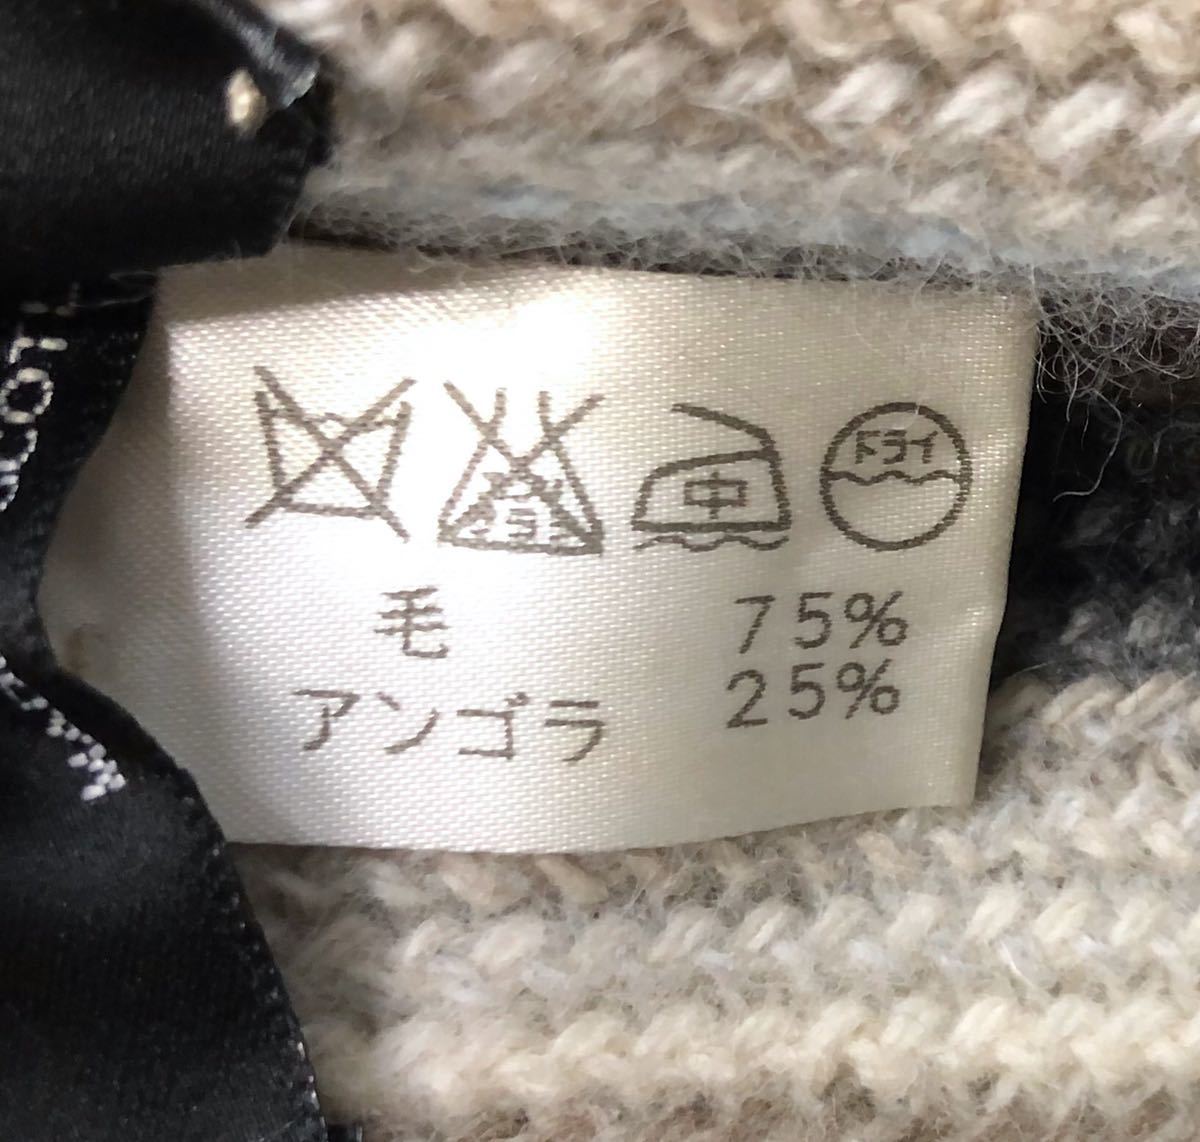 中 ドライ
毛 75%
アンゴラ 25%